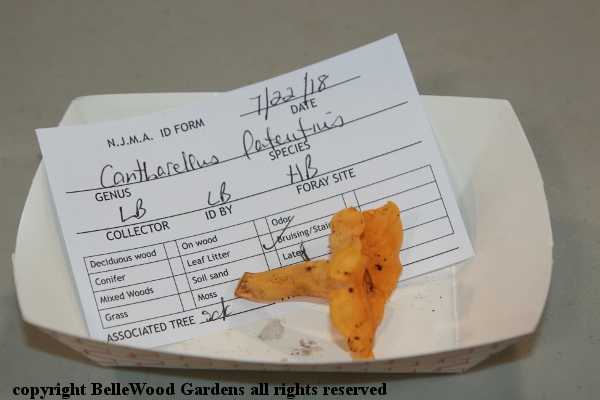 7/22/18
N.J.M.A. ID FORM
DATE
Cantharellus
SPECIES
GENUS
LB LB HB
COLLECTOR ID BY FORAY SITE
Deciduous wood On wood Odor
Conifer Leaf Litter Bruising/Stain
Mixed Woods Soil sand Latex
Grass Moss
ASSOCIATED TREE
copyright BelleWood Gardens all rights reserved